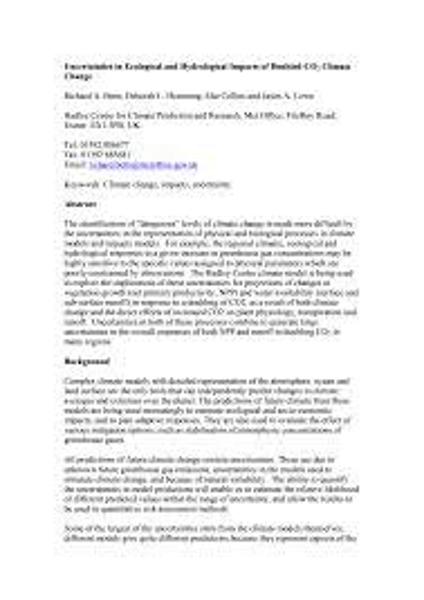 Uncertainties in Ecological and Hydrological Impacts of Doubled-CO2 Climate
Change
Richard A. Betts, Deborah L. Hemming, Mat Collins and Jason A. Lowe
Hadley Centre for Climate Prediction and Research, Met Office, FitzRoy Road,
Exeter EX1 3PB, UK
Tel:
Fax:
Email:
Keywords: Climate change, impacts, uncertainty
Abstract
The identification of "dangerous" levels of climate change is made more difficult by
the uncertainties in the representation of physical and biological processes in climate
models and impacts models. For example, the regional climate, ecological and
hydrological responses to a given increase in greenhouse gas concentrations may be
highly sensitive to the specific values assigned to physical parameters which are
poorly constrained by observations. The Hadley Centre climate model is being used
to explore the implications of these uncertainties for projections of changes in
vegetation growth (net primary productivity, NPP) and water availability (surface and
sub-surface runoff) in response to a doubling of CO2, as a result of both climate
change and the direct effects of increased CO2 on plant physiology, transpiration and
runoff. Uncertainties in both of these processes combine to generate large
uncertainties in the overall responses of both NPP and runoff to doubling CO2 in
many regions.
Background
Complex climate models with detailed representation of the atmosphere, oceans and
land surface are the only tools that can independently predict changes in climate
averages and extremes over the planet. The predictions of future climate from these
models are being used increasingly to estimate ecological and socio-economic
impacts, and to plan adaptive responses. They are also used to evaluate the effect of
various mitigation options, such as stabilisation of atmospheric concentrations of
greenhouse gases.
All predictions of future climate change contain uncertainties. These are due to
unknown future greenhouse gas emissions, uncertainties in the models used to
simulate climate change, and because of natural variability. The ability to quantify
the uncertainties in model predictions will enable us to estimate the relative likelihood
of different predicted values within the range of uncertainty, and allow the results to
be used in quantitative risk assessment methods.
Some of the largest of the uncertainties stem from the climate models themselves,
different models give quite different predictions because they represent aspects of the